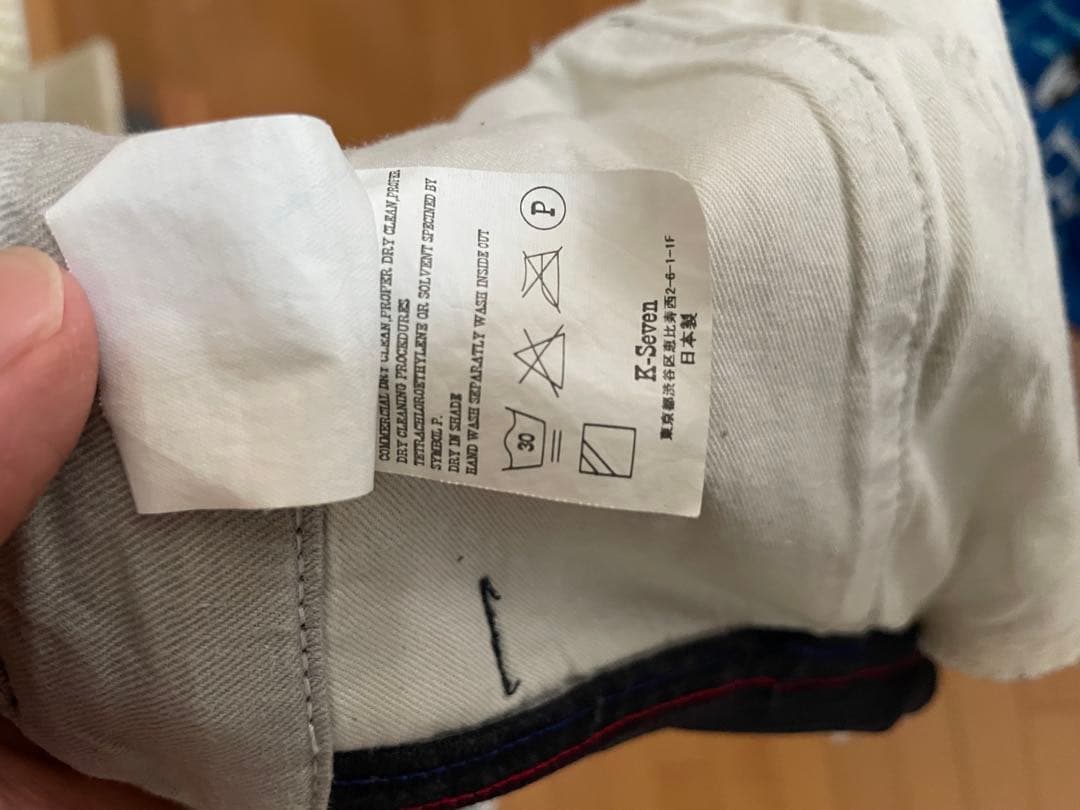 COMMERCIAL DRY CLEAN,PROPER DRY CLEAN,PROPER
DRY CLEANING PROCEDURES
TETRACHLOROETHYLENE OR SOLVENT SPECINED BY
SYMBOL P.
DRY IN SHADE
HAND WASH SEPARATLY WASH INSIDE OUT
30
P
K-Seven
東京都渋谷区恵比寿西2-6-1-1F
日本製